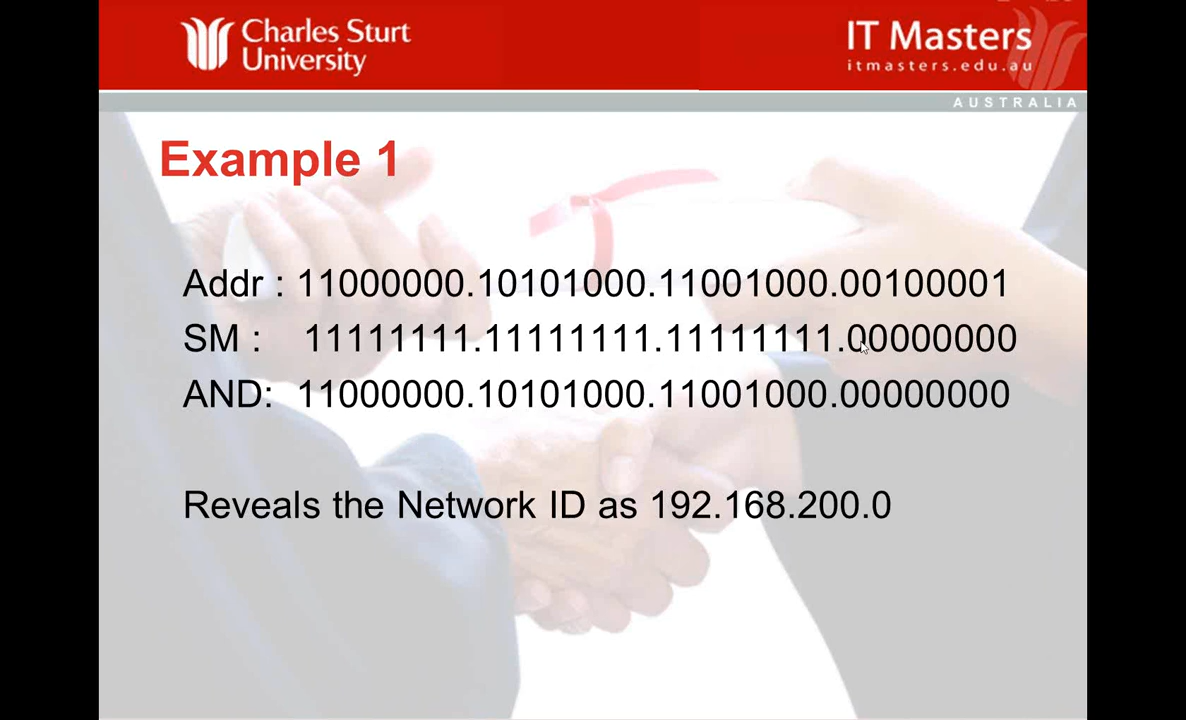 Charles Sturt
University
IT Masters
itmasters.edu.au
AUSTRALIA
Example 1
Addr : 11000000.10101000.11001000.00100001
SM : 11111111.11111111.11111111.00000000
AND: 11000000.10101000.11001000.00000000
Reveals the Network ID as 192.168.200.0